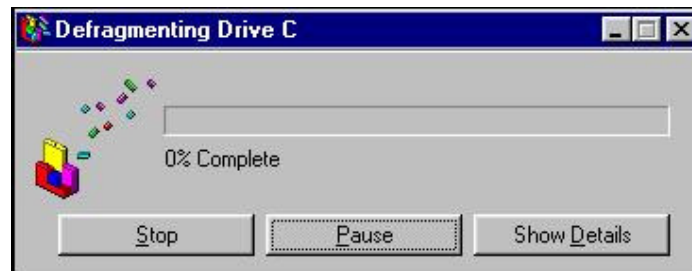 Defragmenting Drive C
0% Complete
Stop Pause Show Details